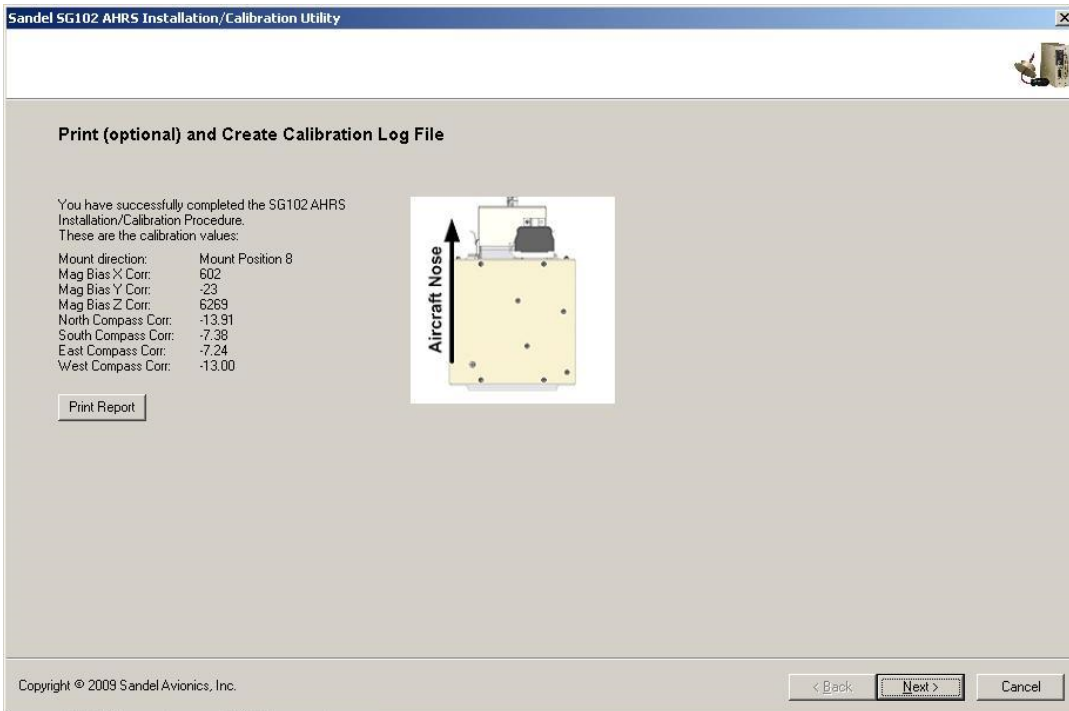 Sandel SG102 AHRS Installation/Calibration Utility
Print (optional) and Create Calibration Log File
You have successfully completed the SG102 AHRS
Installation/Calibration Procedure.
These are the calibration values:
Mount direction: Mount Position 8
Mag Bias X Corr: 602
Mag Bias Y Corr: -23
Mag Bias Z Corr: 6269
North Compass Corr: -13.91
South Compass Corr: -7.38
East Compass Corr: -7.24
West Compass Corr: -13.00
Print Report
Aircraft Nose
Copyright © 2009 Sandel Avionics, Inc.
< Back
Next >
Cancel